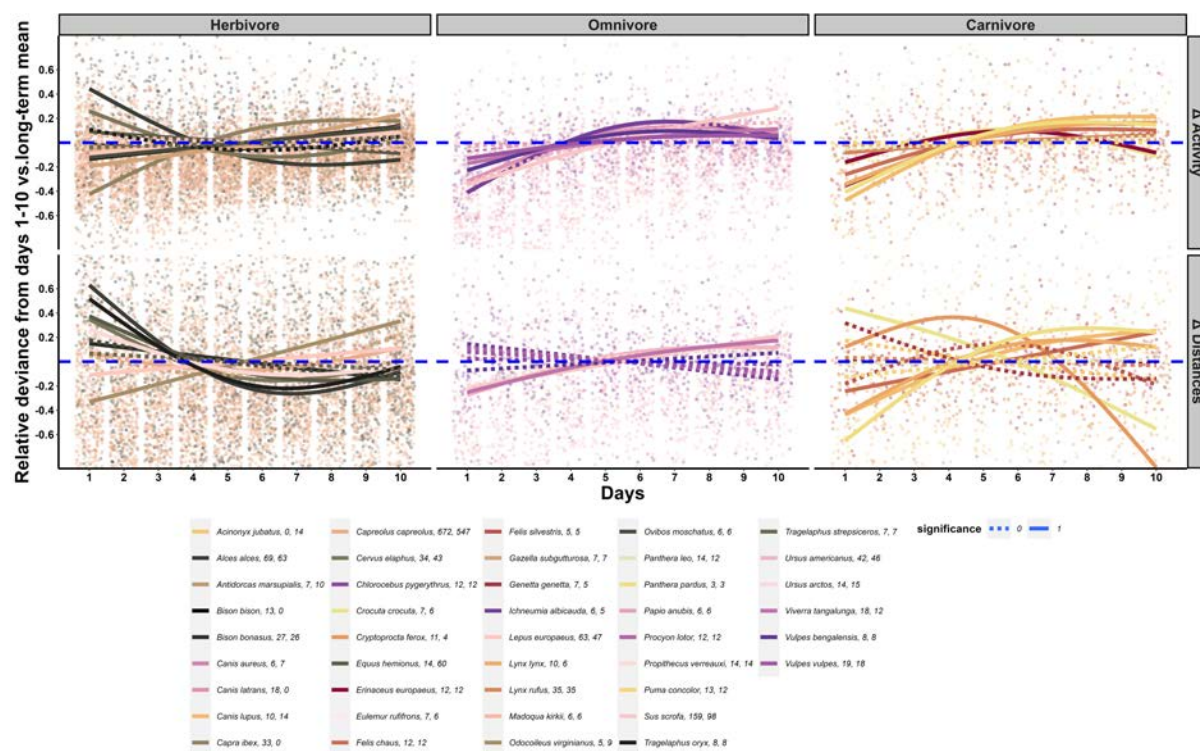 Herbivore
Omnivore
Carnivore
Relative deviance from days 1-10 vs.long-term mean
0.6
0.4
0.2
0
-0.2
-0.4
-0.6
Δ Activity
0.6
0.4
0.2
0
-0.2
-0.4
-0.6
Δ Distances
1 2 3 4 5 6 7 8 9 10
1 2 3 4 5 6 7 8 9 10
1 2 3 4 5 6 7 8 9 10
Days
Acinonyx jubatus, 0, 14
Alces alces, 69, 63
Antidorcas marsupialis, 7, 10
Bison bison, 13, 0
Bison bonasus, 27, 26
Canis aureus, 6, 7
Canis latrans, 18, 0
Canis lupus, 10, 14
Capra ibex, 33, 0
Capreolus capreolus, 672, 547
Cervus elaphus, 34, 43
Chlorocebus pygerythrus, 12, 12
Crocuta crocuta, 7, 6
Cryptoprocta ferox, 11, 4
Equus hemionus, 14, 60
Erinaceus europaeus, 12, 12
Eulemur rufifrons, 7, 6
Felis chaus, 12, 12
Felis silvestris, 5, 5
Gazella subgutturosa, 7, 7
Genetta genetta, 7, 5
Ichneumia albicauda, 6, 5
Lepus europaeus, 63, 47
Lynx lynx, 10, 6
Lynx rufus, 35, 35
Madoqua kirkii, 6, 6
Odocoileus virginianus, 5, 9
Ovibos moschatus, 6, 6
Panthera leo, 14, 12
Panthera pardus, 3, 3
Papio anubis, 6, 6
Procyon lotor, 12, 12
Propithecus verreauxi, 14, 14
Puma concolor, 13, 12
Sus scrofa, 159, 98
Tragelaphus oryx, 8, 8
Tragelaphus strepsiceros, 7, 7
Ursus americanus, 42, 46
Ursus arctos, 14, 15
Viverra tangalunga, 18, 12
Vulpes bengalensis, 8, 8
Vulpes vulpes, 19, 18
significance 0 1